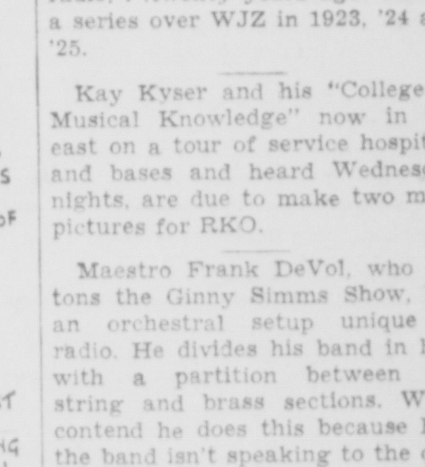 a series over WJZ in 1923, '24
'25.
Kay Kyser and his "College
Musical Knowledge" now in
east on a tour of service hospit
and bases and heard Wednes
nights, are due to make two m
pictures for RKO.
Maestro Frank DeVol, who
tons the Ginny Simms Show,
an orchestral setup unique
radio. He divides his band in
with a partition between
string and brass sections. W
contend he does this because
the band isn't speaking to the
S
OF
ST
NG